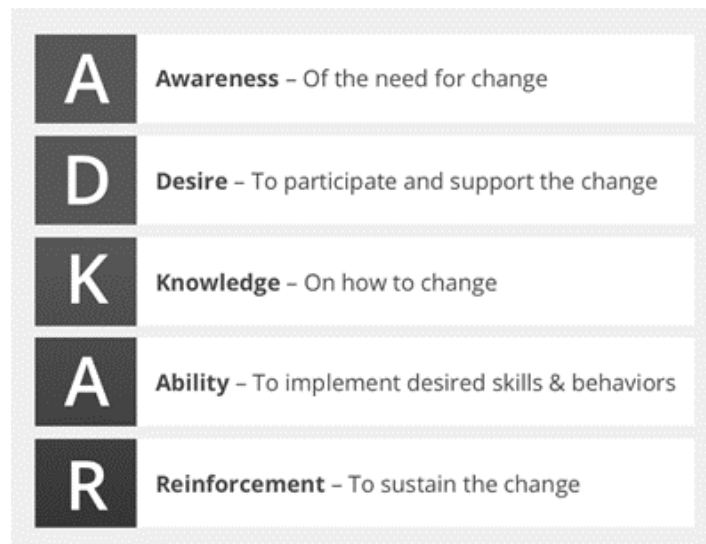 A Awareness – Of the need for change
D Desire – To participate and support the change
K Knowledge – On how to change
A Ability – To implement desired skills & behaviors
R Reinforcement – To sustain the change